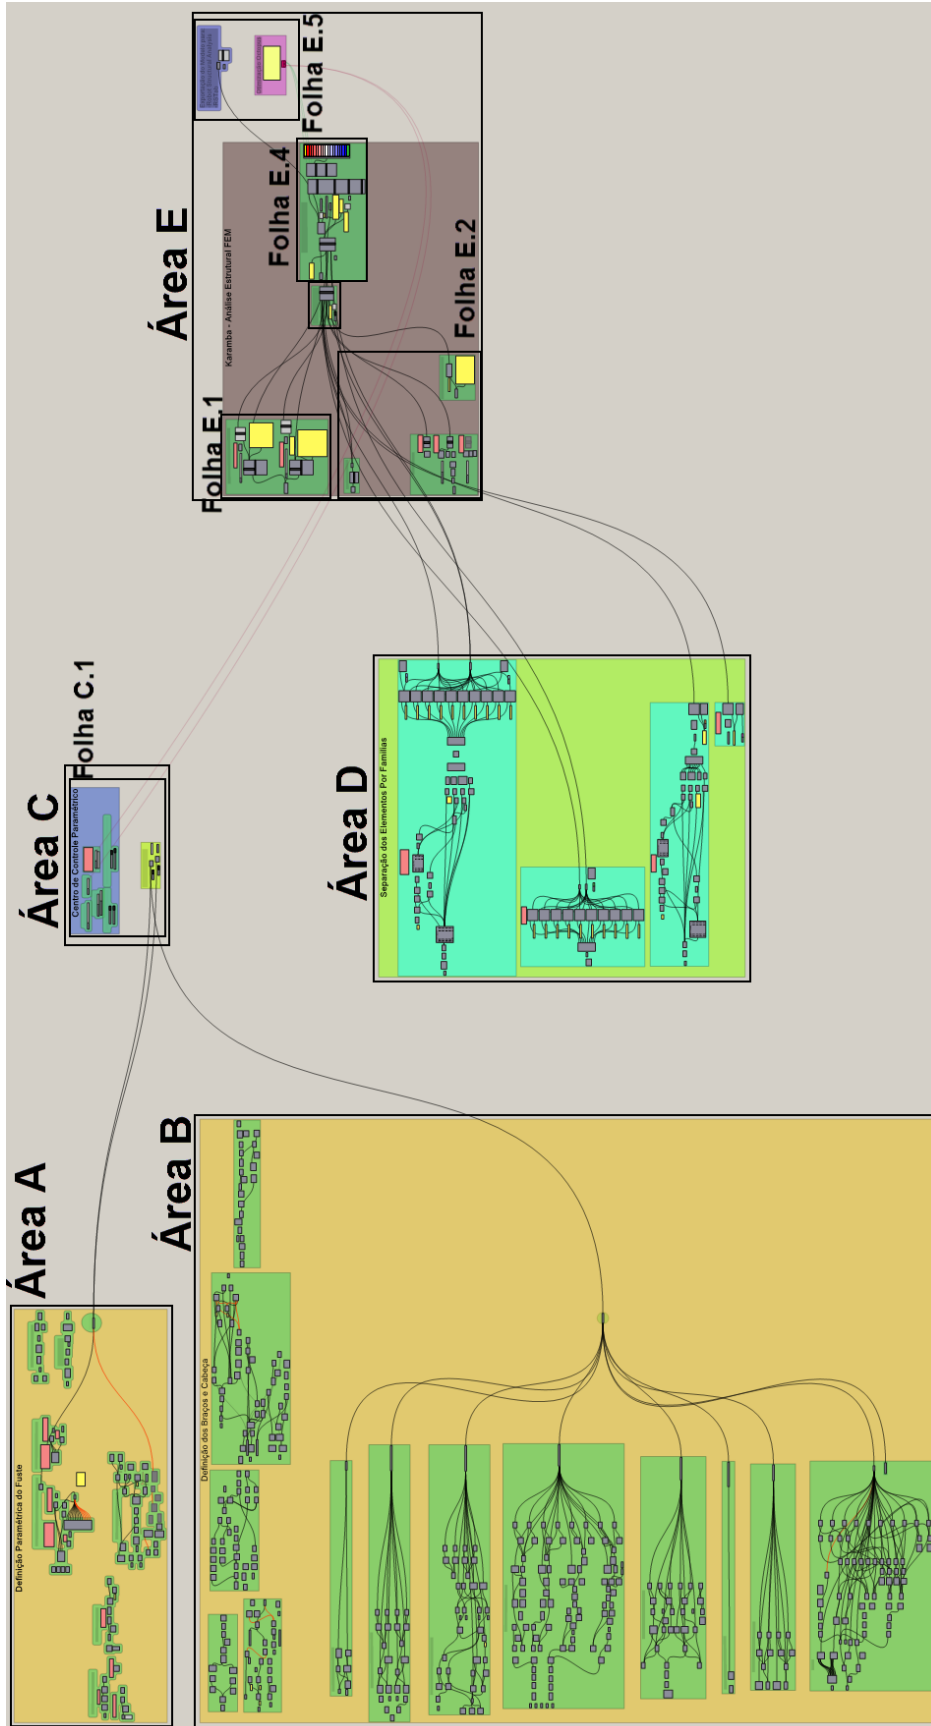 Área A
Definição Paramétrica do Fuste
Área B
Definição dos Braços e Cabeça
Área C
Folha C.1
Centro de Controle Paramétrico
Área D
Separação dos Elementos Por Famílias
Área E
Karamba - Análise Estrutural FEM
Folha E.1
Folha E.2
Folha E.4
Folha E.5